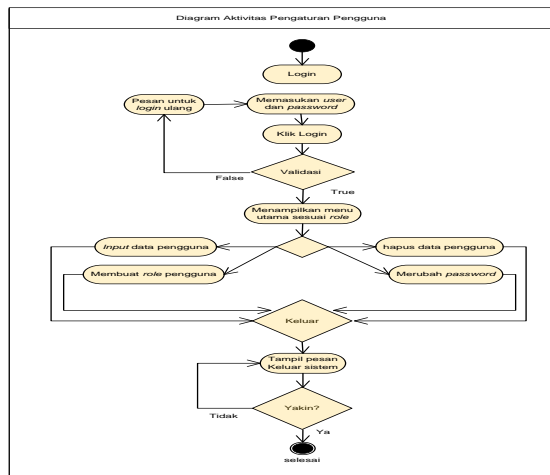 Diagram Aktivitas Pengaturan Pengguna
Login
Pesan untuk
login ulang
Memasukan user
dan password
Klik Login
Validasi
False
True
Menampilkan menu
utama sesuai role
Input data pengguna
hapus data pengguna
Membuat role pengguna
Merubah password
Keluar
Tampil pesan
Keluar sistem
Yakin?
Tidak
Ya
selesai